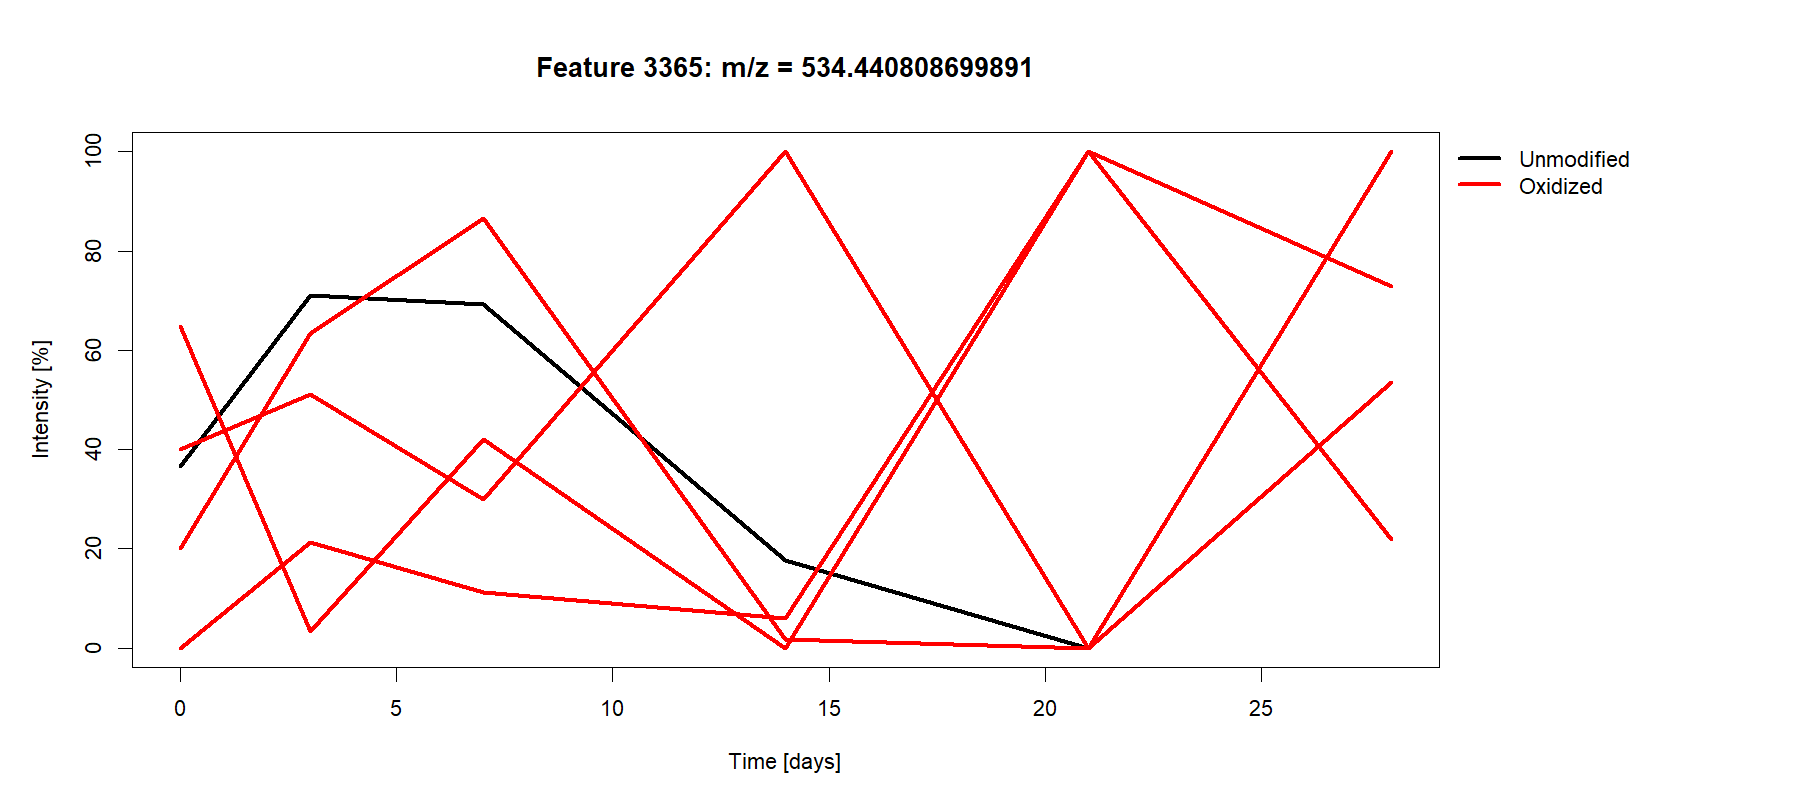 Feature 3365: m/z = 534.440808699891
Unmodified
Oxidized
Intensity [%]
100
80
60
40
20
0
0 5 10 15 20 25
Time [days]